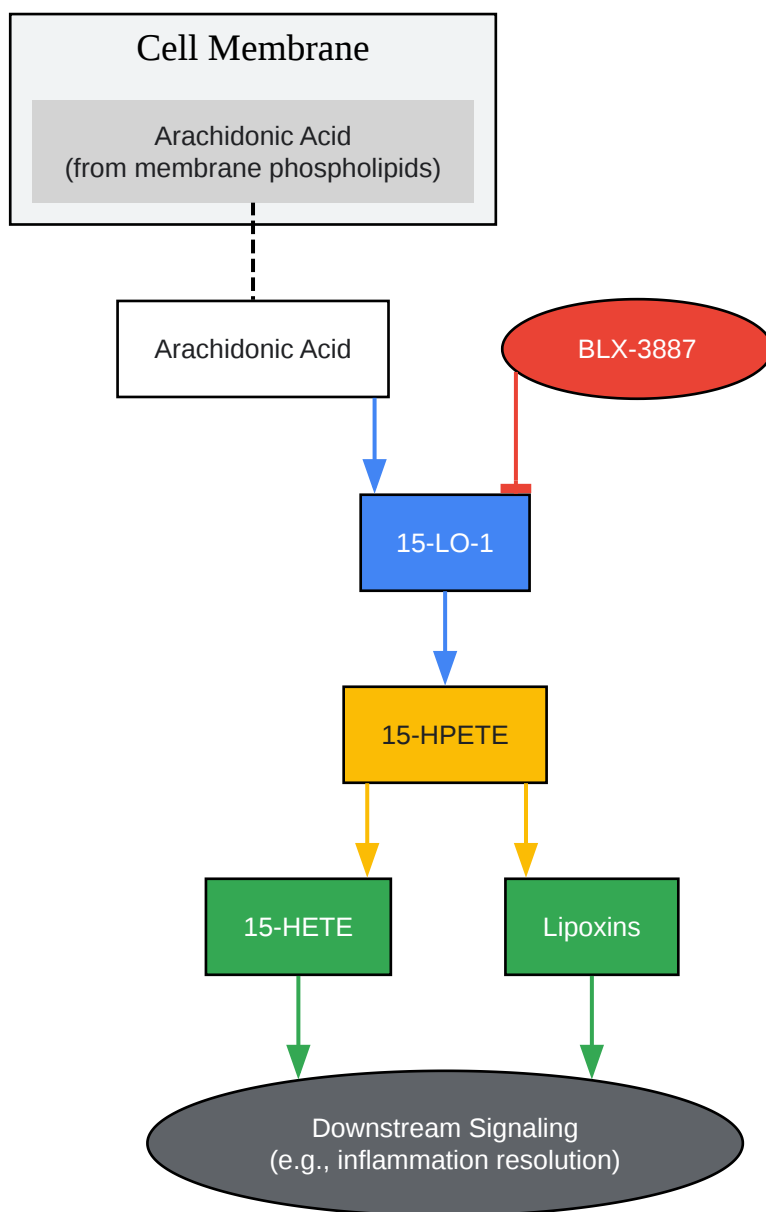 Cell Membrane
Arachidonic Acid
(from membrane phospholipids)
Arachidonic Acid
BLX-3887
15-LO-1
15-HPETE
15-HETE
Lipoxins
Downstream Signaling
(e.g., inflammation resolution)